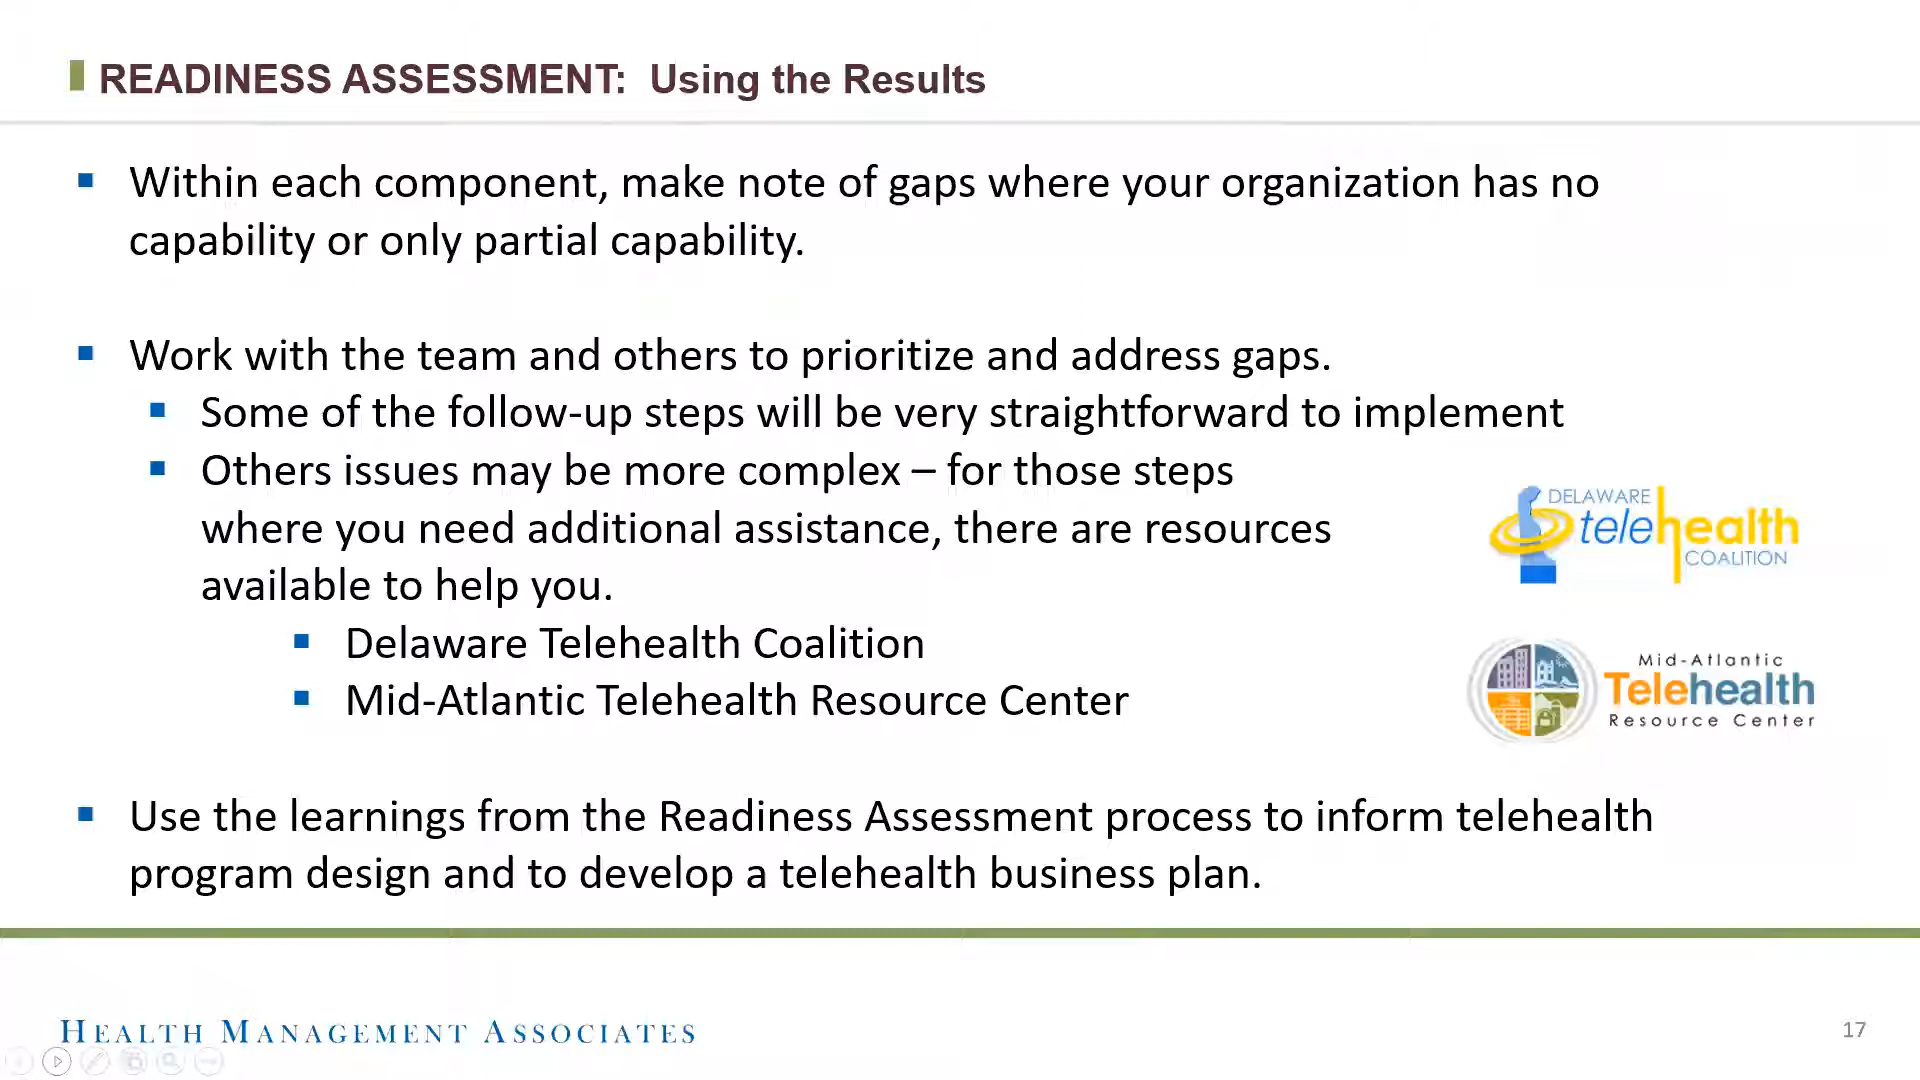 READINESS ASSESSMENT: Using the Results
Within each component, make note of gaps where your organization has no
capability or only partial capability.
Work with the team and others to prioritize and address gaps.
Some of the follow-up steps will be very straightforward to implement
Others issues may be more complex – for those steps
where you need additional assistance, there are resources
available to help you.
Delaware Telehealth Coalition
Mid-Atlantic Telehealth Resource Center
DELAWARE
telehealth
COALITION
Mid-Atlantic
Telehealth
Resource Center
Use the learnings from the Readiness Assessment process to inform telehealth
program design and to develop a telehealth business plan.
HEALTH MANAGEMENT ASSOCIATES
17